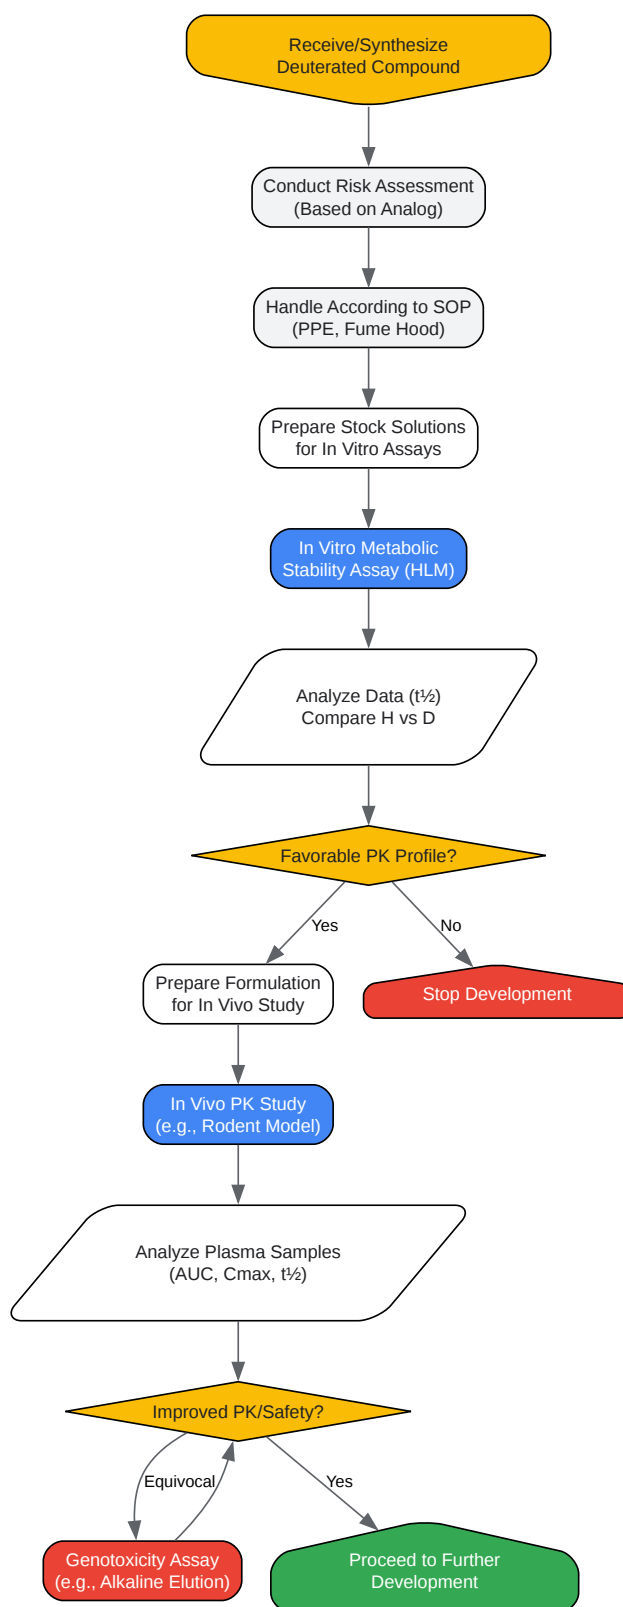 Receive/Synthesize
Deuterated Compound
Conduct Risk Assessment
(Based on Analog)
Handle According to SOP
(PPE, Fume Hood)
Prepare Stock Solutions
for In Vitro Assays
In Vitro Metabolic
Stability Assay (HLM)
Analyze Data (t½)
Compare H vs D
Favorable PK Profile?
Yes
No
Prepare Formulation
for In Vivo Study
Stop Development
In Vivo PK Study
(e.g., Rodent Model)
Analyze Plasma Samples
(AUC, Cmax, t½)
Improved PK/Safety?
Equivocal
Yes
Genotoxicity Assay
(e.g., Alkaline Elution)
Proceed to Further
Development